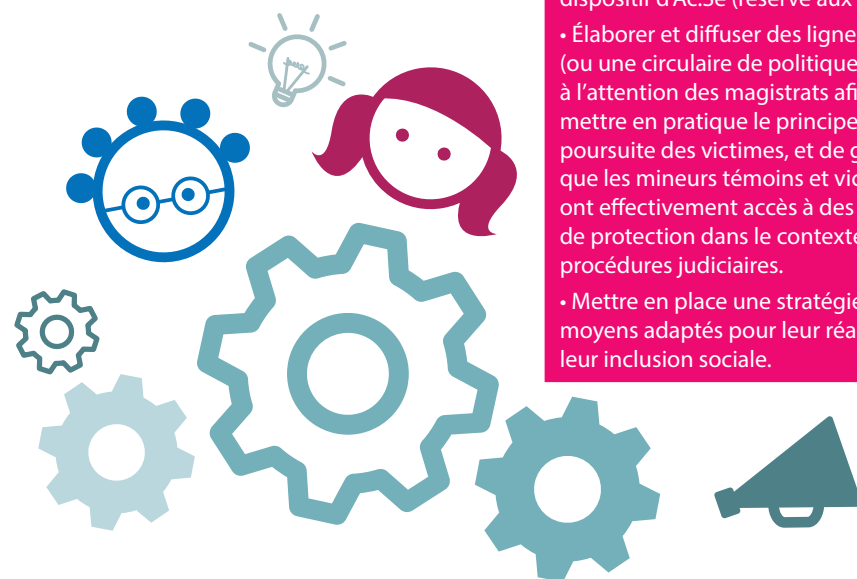 dispositif d'Ac.Sé (réservé aux
• Élaborer et diffuser des ligne
(ou une circulaire de politique
à l'attention des magistrats afi
mettre en pratique le principe
poursuite des victimes, et de g
que les mineurs témoins et vic
ont effectivement accès à des
de protection dans le contexte
procédures judiciaires.
• Mettre en place une stratégie
moyens adaptés pour leur réa
leur inclusion sociale.